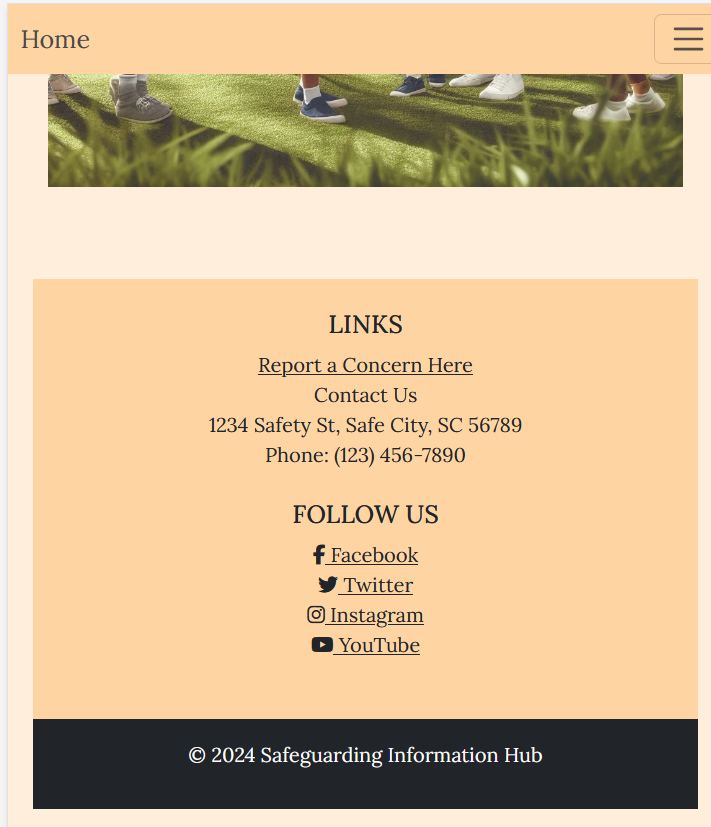 Home
LINKS
Report a Concern Here
Contact Us
1234 Safety St, Safe City, SC 56789
Phone: (123) 456-7890
FOLLOW US
Facebook
Twitter
Instagram
YouTube
© 2024 Safeguarding Information Hub